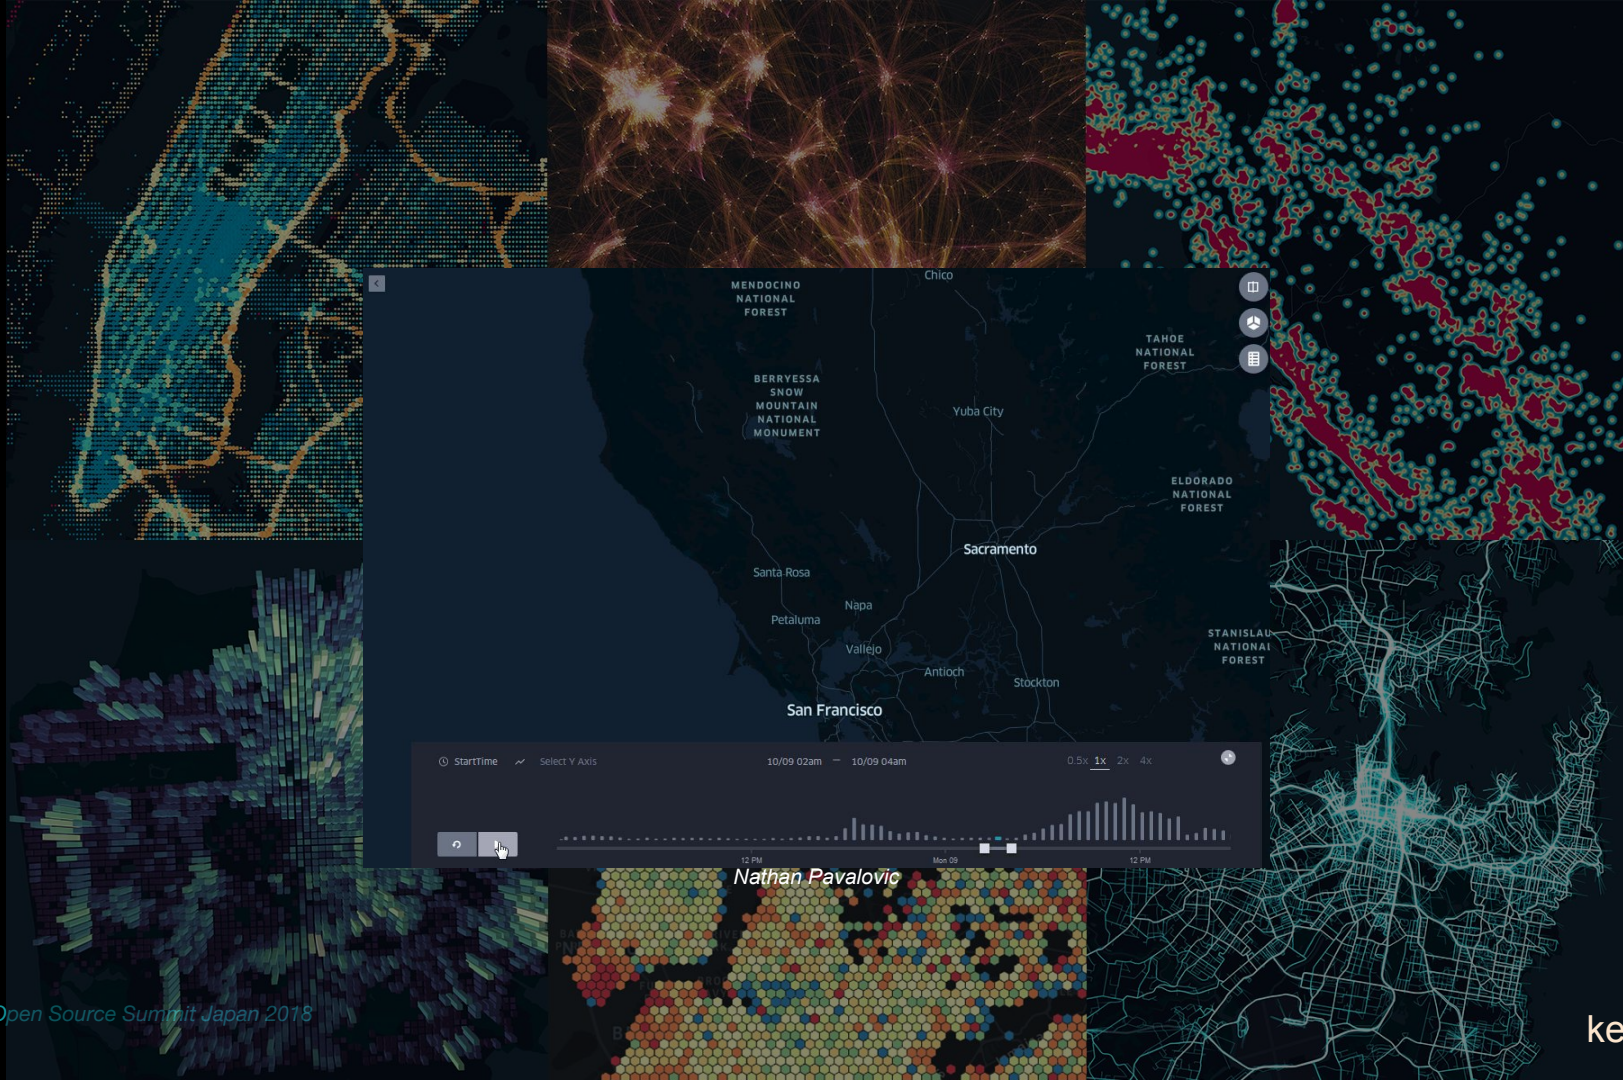 Chico
MENDOCINO
NATIONAL
FOREST
TAHOE
NATIONAL
FOREST
BERRYESSA
SNOW
MOUNTAIN
NATIONAL
MONUMENT
Yuba City
ELDORADO
NATIONAL
FOREST
Sacramento
Santa Rosa
Napa
Petaluma
STANISLAU
NATIONAL
FOREST
Vallejo
Antioch
Stockton
San Francisco
StartTime Select Y Axis 10/09 02am — 10/09 04am 0.5x 1x 2x 4x
12 PM Mon 09 12 PM
Nathan Pavalovic
Open Source Summit Japan 2018
ke